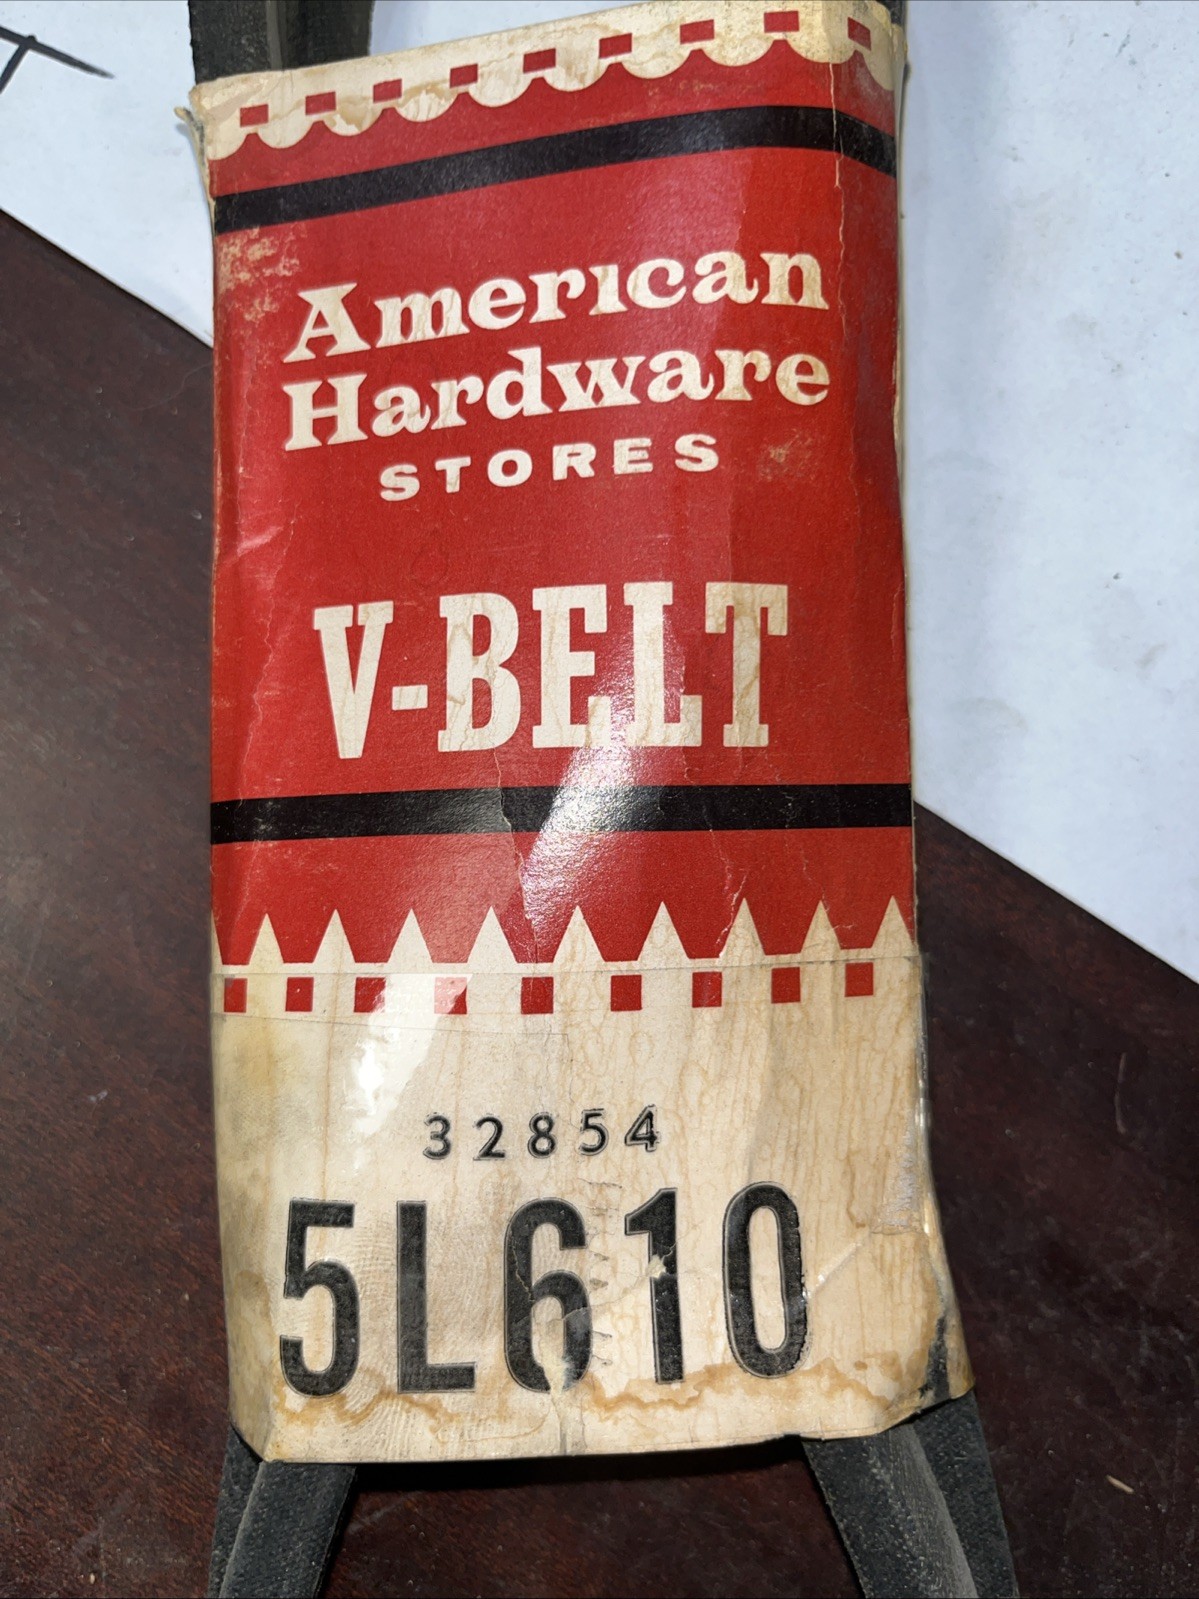 American
Hardware
STORES
V-BELT
32854
5L610